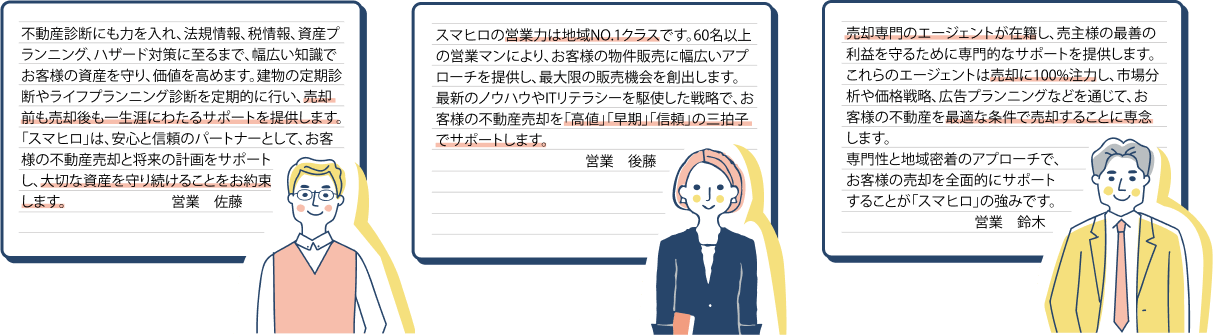 不動産診断にも力を入れ、法規情報、税情報、資産プ
ランニング、ハザード対策に至るまで、幅広い知識で
お客様の資産を守り、価値を高めます。建物の定期診
断やライフプランニング診断を定期的に行い、売却
前も売却後も一生涯にわたるサポートを提供します。
「スマヒロ」は、安心と信頼のパートナーとして、お客
様の不動産売却と将来の計画をサポート
し、大切な資産を守り続けることをお約束
します。 営業 佐藤
スマヒロの営業力は地域NO.1クラスです。60名以上
の営業マンにより、お客様の物件販売に幅広いアプ
ローチを提供し、最大限の販売機会を創出します。
最新のノウハウやITリテラシーを駆使した戦略で、お
客様の不動産売却を「高値」「早期」「信頼」の三拍子
でサポートします。
営業 後藤
売却専門のエージェントが在籍し、売主様の最善の
利益を守るために専門的なサポートを提供します。
これらのエージェントは売却に100%注力し、市場分
析や価格戦略、広告プランニングなどを通じて、お
客様の不動産を最適な条件で売却することに専念
します。
専門性と地域密着のアプローチで、
お客様の売却を全面的にサポート
することが「スマヒロ」の強みです。
営業 鈴木